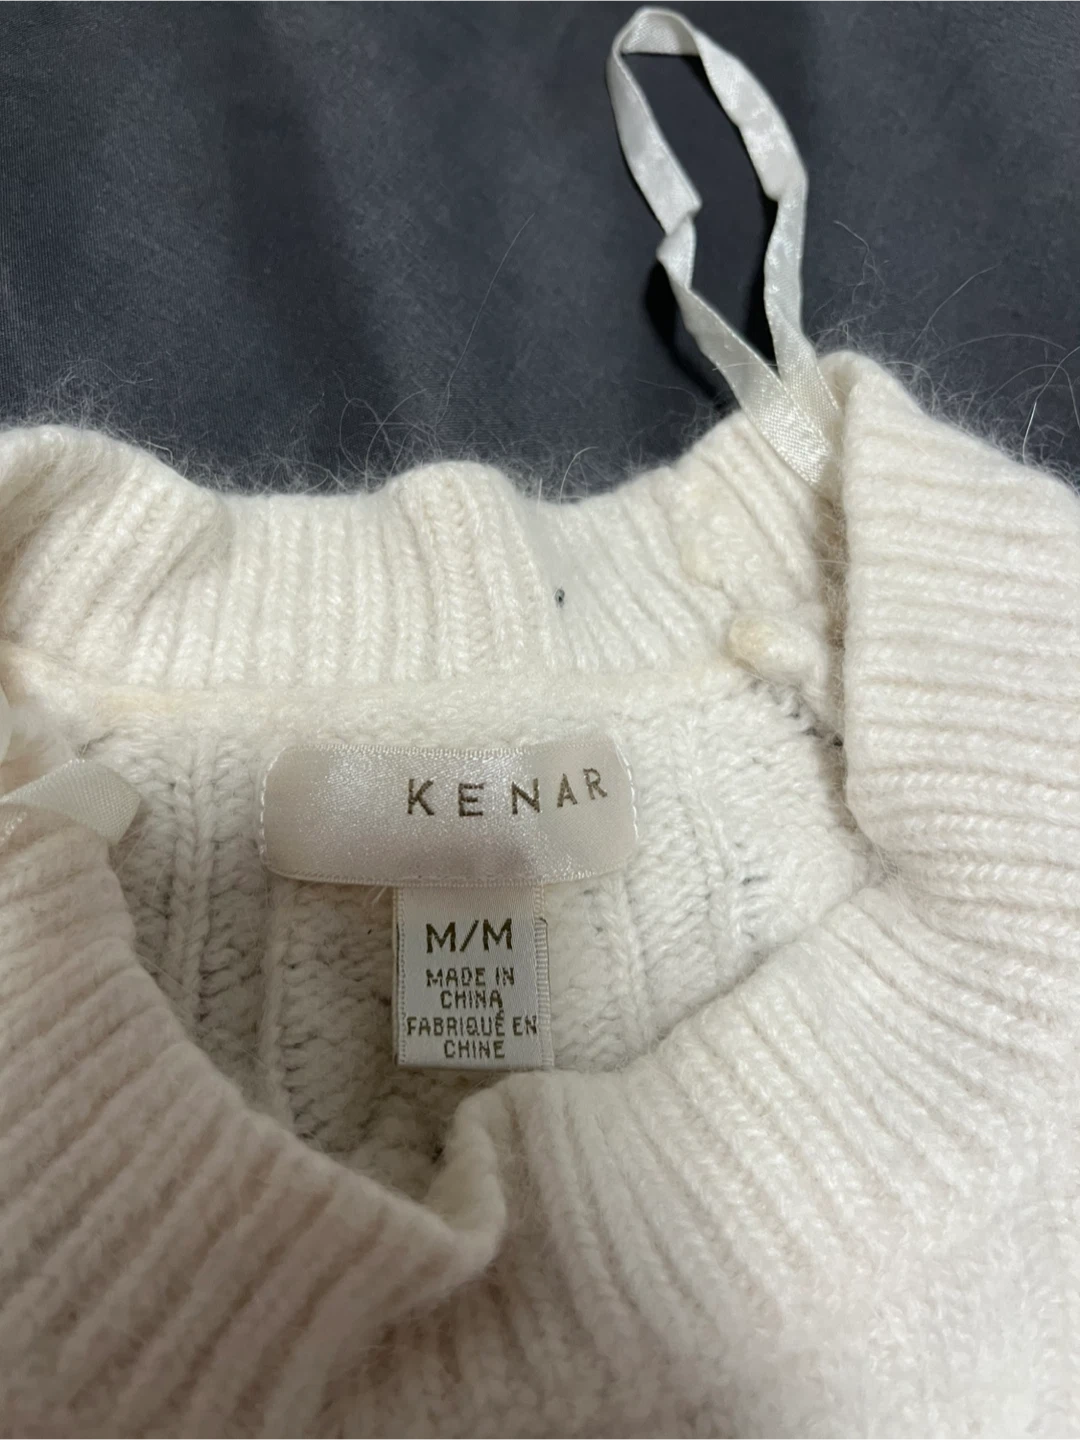 KENAR
M/M
MADE IN
CHINA
FABRIQUÉ EN
CHINE